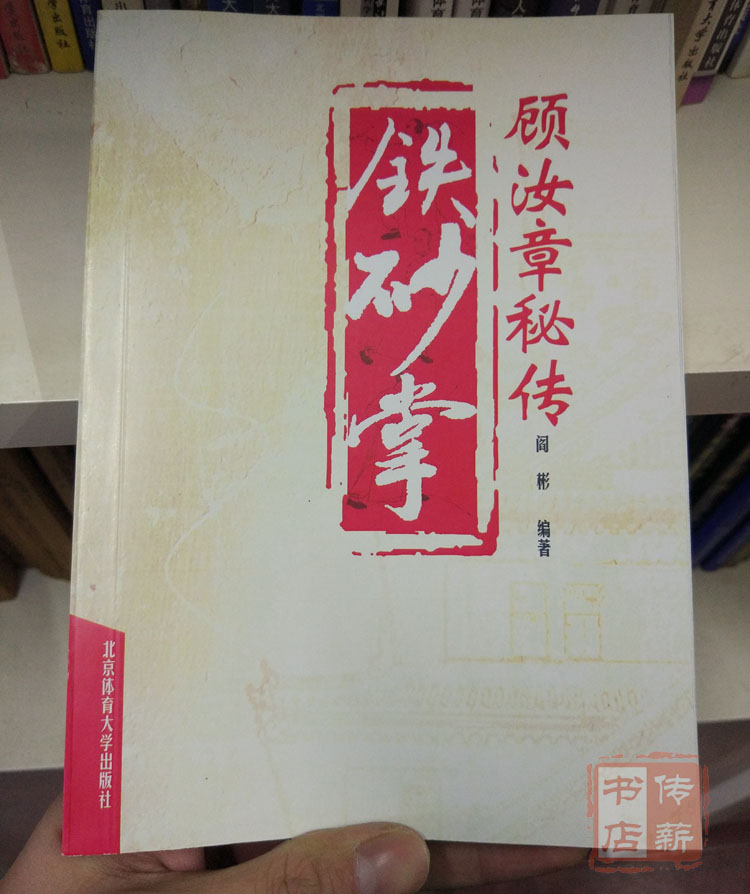 顾汝章秘传
铁砂掌
阎彬 编著
北京体育大学出版社
传薪
书店